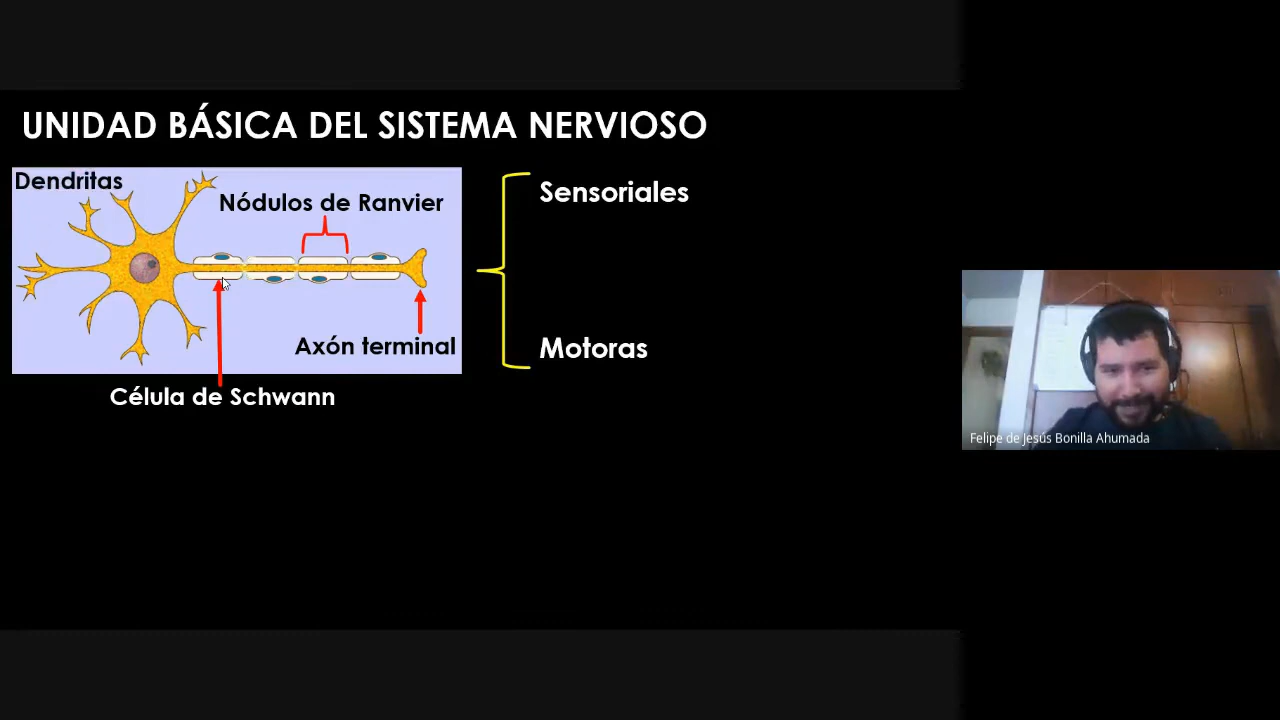 UNIDAD BÁSICA DEL SISTEMA NERVIOSO
Dendritas
Nódulos de Ranvier
Axón terminal
Célula de Schwann
Sensoriales
Motoras
Felipe de Jesús Bonilla Ahumada